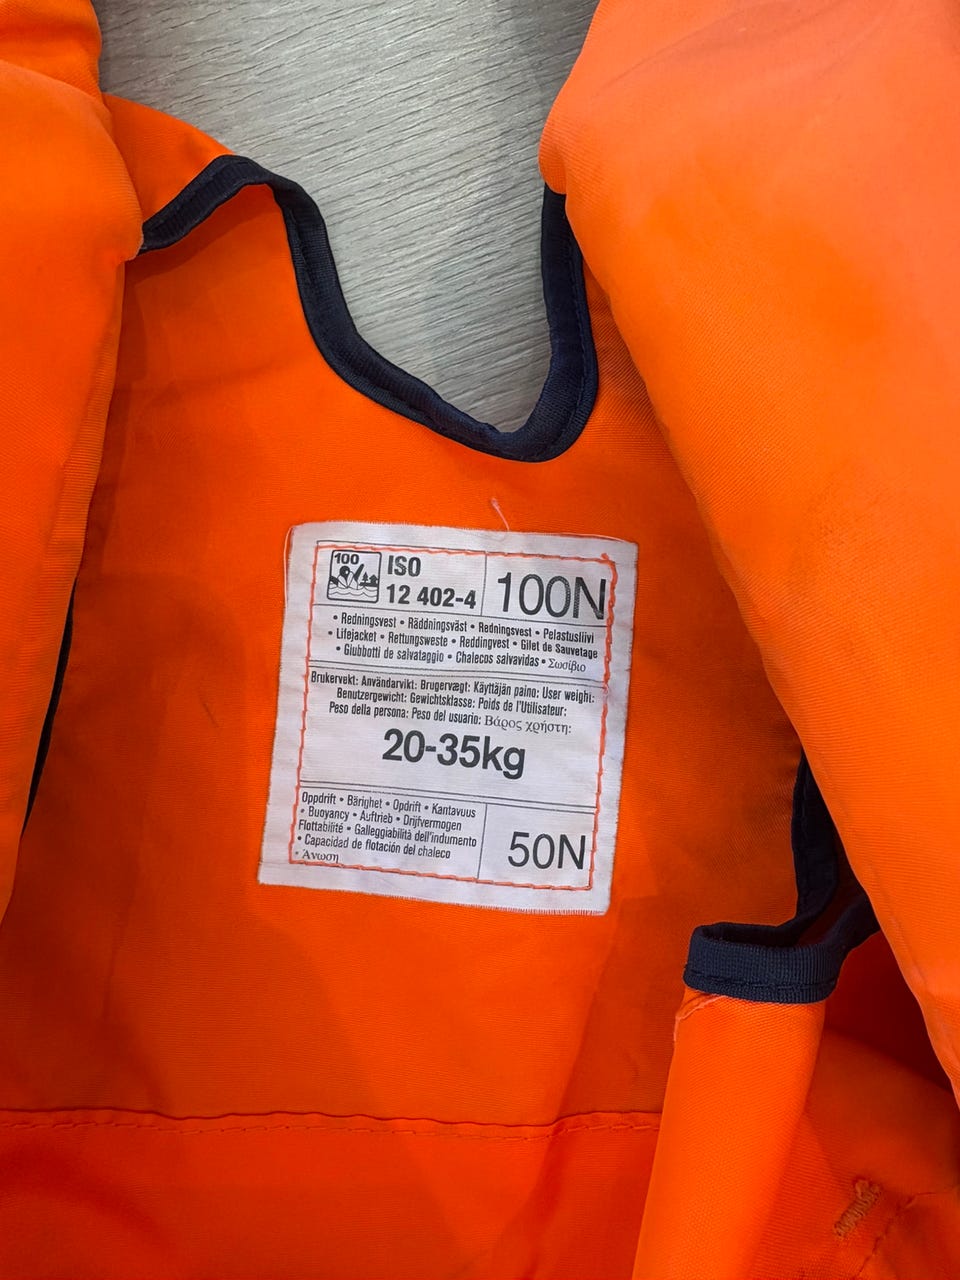 100
ISO
12 402-4
100N
• Redningsvest • Räddningsväst • Redningsvest • Pelastusliivi
• Lifejacket • Rettungsweste • Reddingvest • Gilet de Sauvetage
• Giubbotti de salvataggio • Chalecos salvavidas • Σωσίβιο
Brukervekt: Användarvikt: Brugervægt: Käyttäjän paino: User weighi:
Benutzergewicht: Gewichtsklasse: Poids de l'Utilisateur:
Peso della persona: Peso del usuario: Βάρος χρήστη:
20-35kg
Oppdrift • Bärighet • Opdrift • Kantavuus
• Buoyancy • Auftrieb • Drijfvermogen
Flottabilité • Galleggiabilità dell'indumento
• Capacidad de flotación del chaleco
• Άνωση
50N